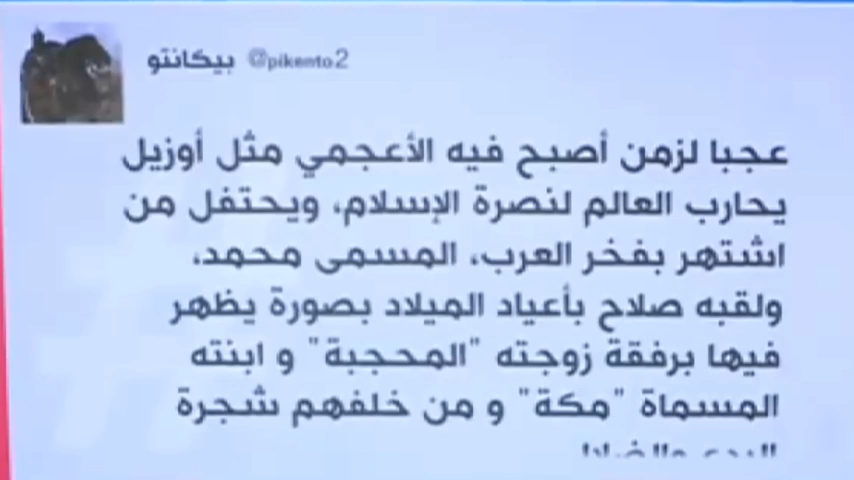 بيكانتو @pikento2
عجبا لزمن أصبح فيه الأعجمي مثل أوزيل
يحارب العالم لنصرة الإسلام، ويحتفل من
اشتهر بفخر العرب، المسمى محمد،
ولقبه صلاح بأعياد الميلاد بصورة يظهر
فيها برفقة زوجته "المحجبة" و ابنته
المسماة "مكة" و من خلفهم شجرة